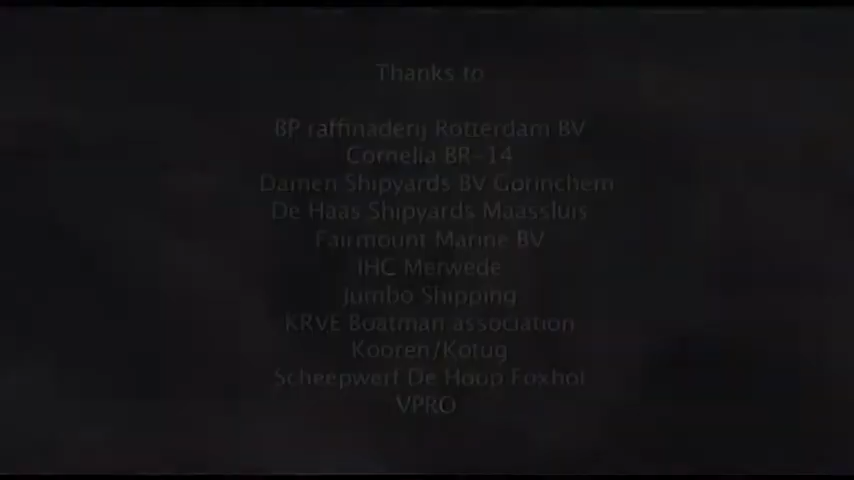 Thanks to
BP raffinaderij Rotterdam BV
Cornelia BR-14
Damen Shipyards BV Gorinchem
De Haas Shipyards Maassluis
Fairmount Marine BV
IHC Merwede
Jumbo Shipping
KRVE Boatman association
Kooren/Kotug
Scheepwerf De Hoop Foxhol
VPRO